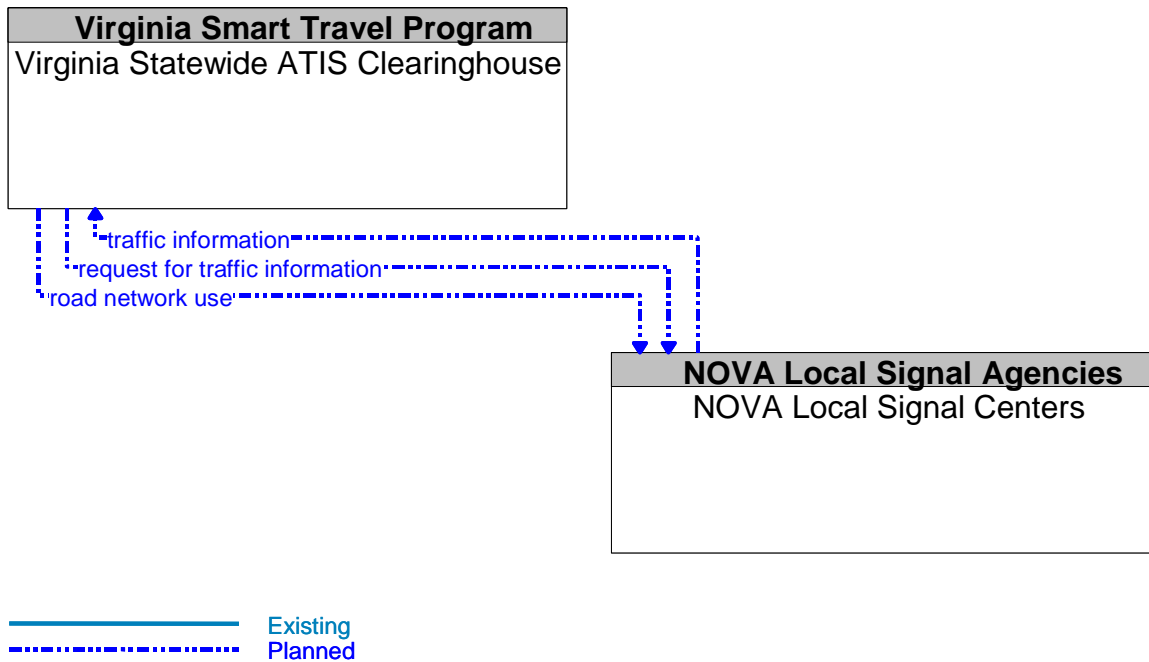 Virginia Smart Travel Program
Virginia Statewide ATIS Clearinghouse
traffic information
request for traffic information
road network use
NOVA Local Signal Agencies
NOVA Local Signal Centers
Existing
Planned